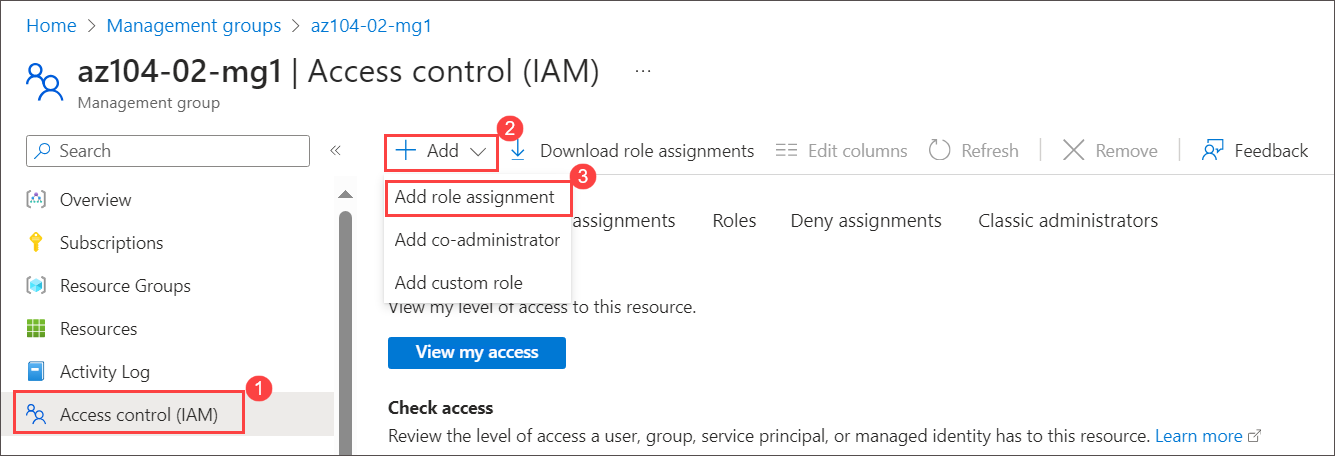 Home > Management groups > az104-02-mg1
az104-02-mg1 | Access control (IAM) ...
Management group
Search «
+ Add 2 Download role assignments Edit columns Refresh Remove Feedback
Add role assignment 3
Overview
assignments Roles Deny assignments Classic administrators
Subscriptions
Add co-administrator
Resource Groups
Add custom role
View my level of access to this resource.
Resources
View my access
Activity Log
1
Access control (IAM)
Check access
Review the level of access a user, group, service principal, or managed identity has to this resource. Learn more